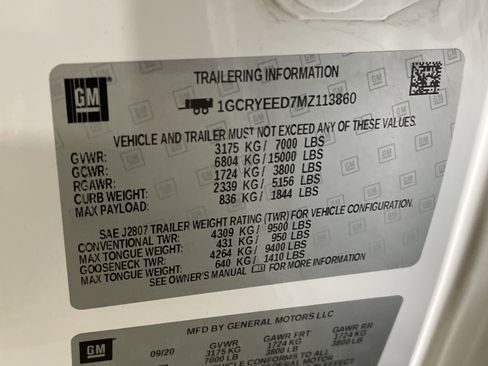 TRAILERING INFORMATION
GM
1GCRYEED7MZ113860
VEHICLE AND TRAILER MUST NOT EXCEED ANY OF THESE VALUES.
GVWR: 3175 KG / 7000 LBS
GCWR: 6804 KG / 15000 LBS
RGAWR: 1724 KG / 3800 LBS
CURB WEIGHT: 2339 KG / 5156 LBS
MAX PAYLOAD: 836 KG / 1844 LBS
SAE J2807 TRAILER WEIGHT RATING (TWR) FOR VEHICLE CONFIGURATION.
CONVENTIONAL TWR: 4309 KG / 9500 LBS
MAX TONGUE WEIGHT: 431 KG / 950 LBS
GOOSENECK TWR: 4264 KG / 9400 LBS
MAX TONGUE WEIGHT: 640 KG / 1410 LBS
SEE OWNER'S MANUAL FOR MORE INFORMATION
MFD BY GENERAL MOTORS LLC
GM
09/20 GVWR GAWR FRT GAWR RR
3175 KG 1724 KG 1724 KG
7000 LB 3800 LB 3800 LB
CONFORMS TO ALL